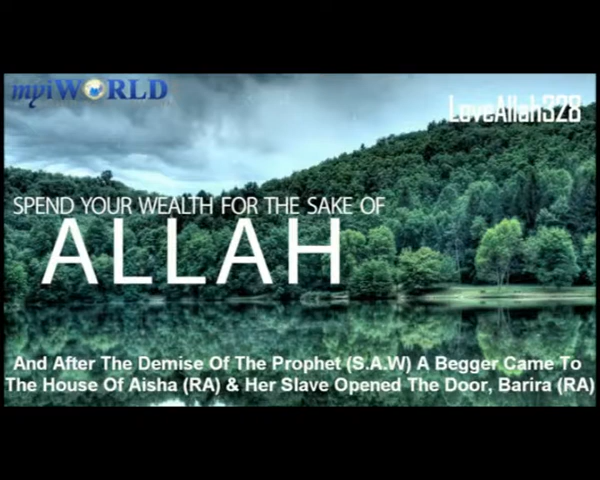 mpiWORLD
LoveAllah328
SPEND YOUR WEALTH FOR THE SAKE OF
ALLAH
And After The Demise Of The Prophet (S.A.W) A Begger Came To
The House Of Aisha (RA) & Her Slave Opened The Door, Barira (RA)